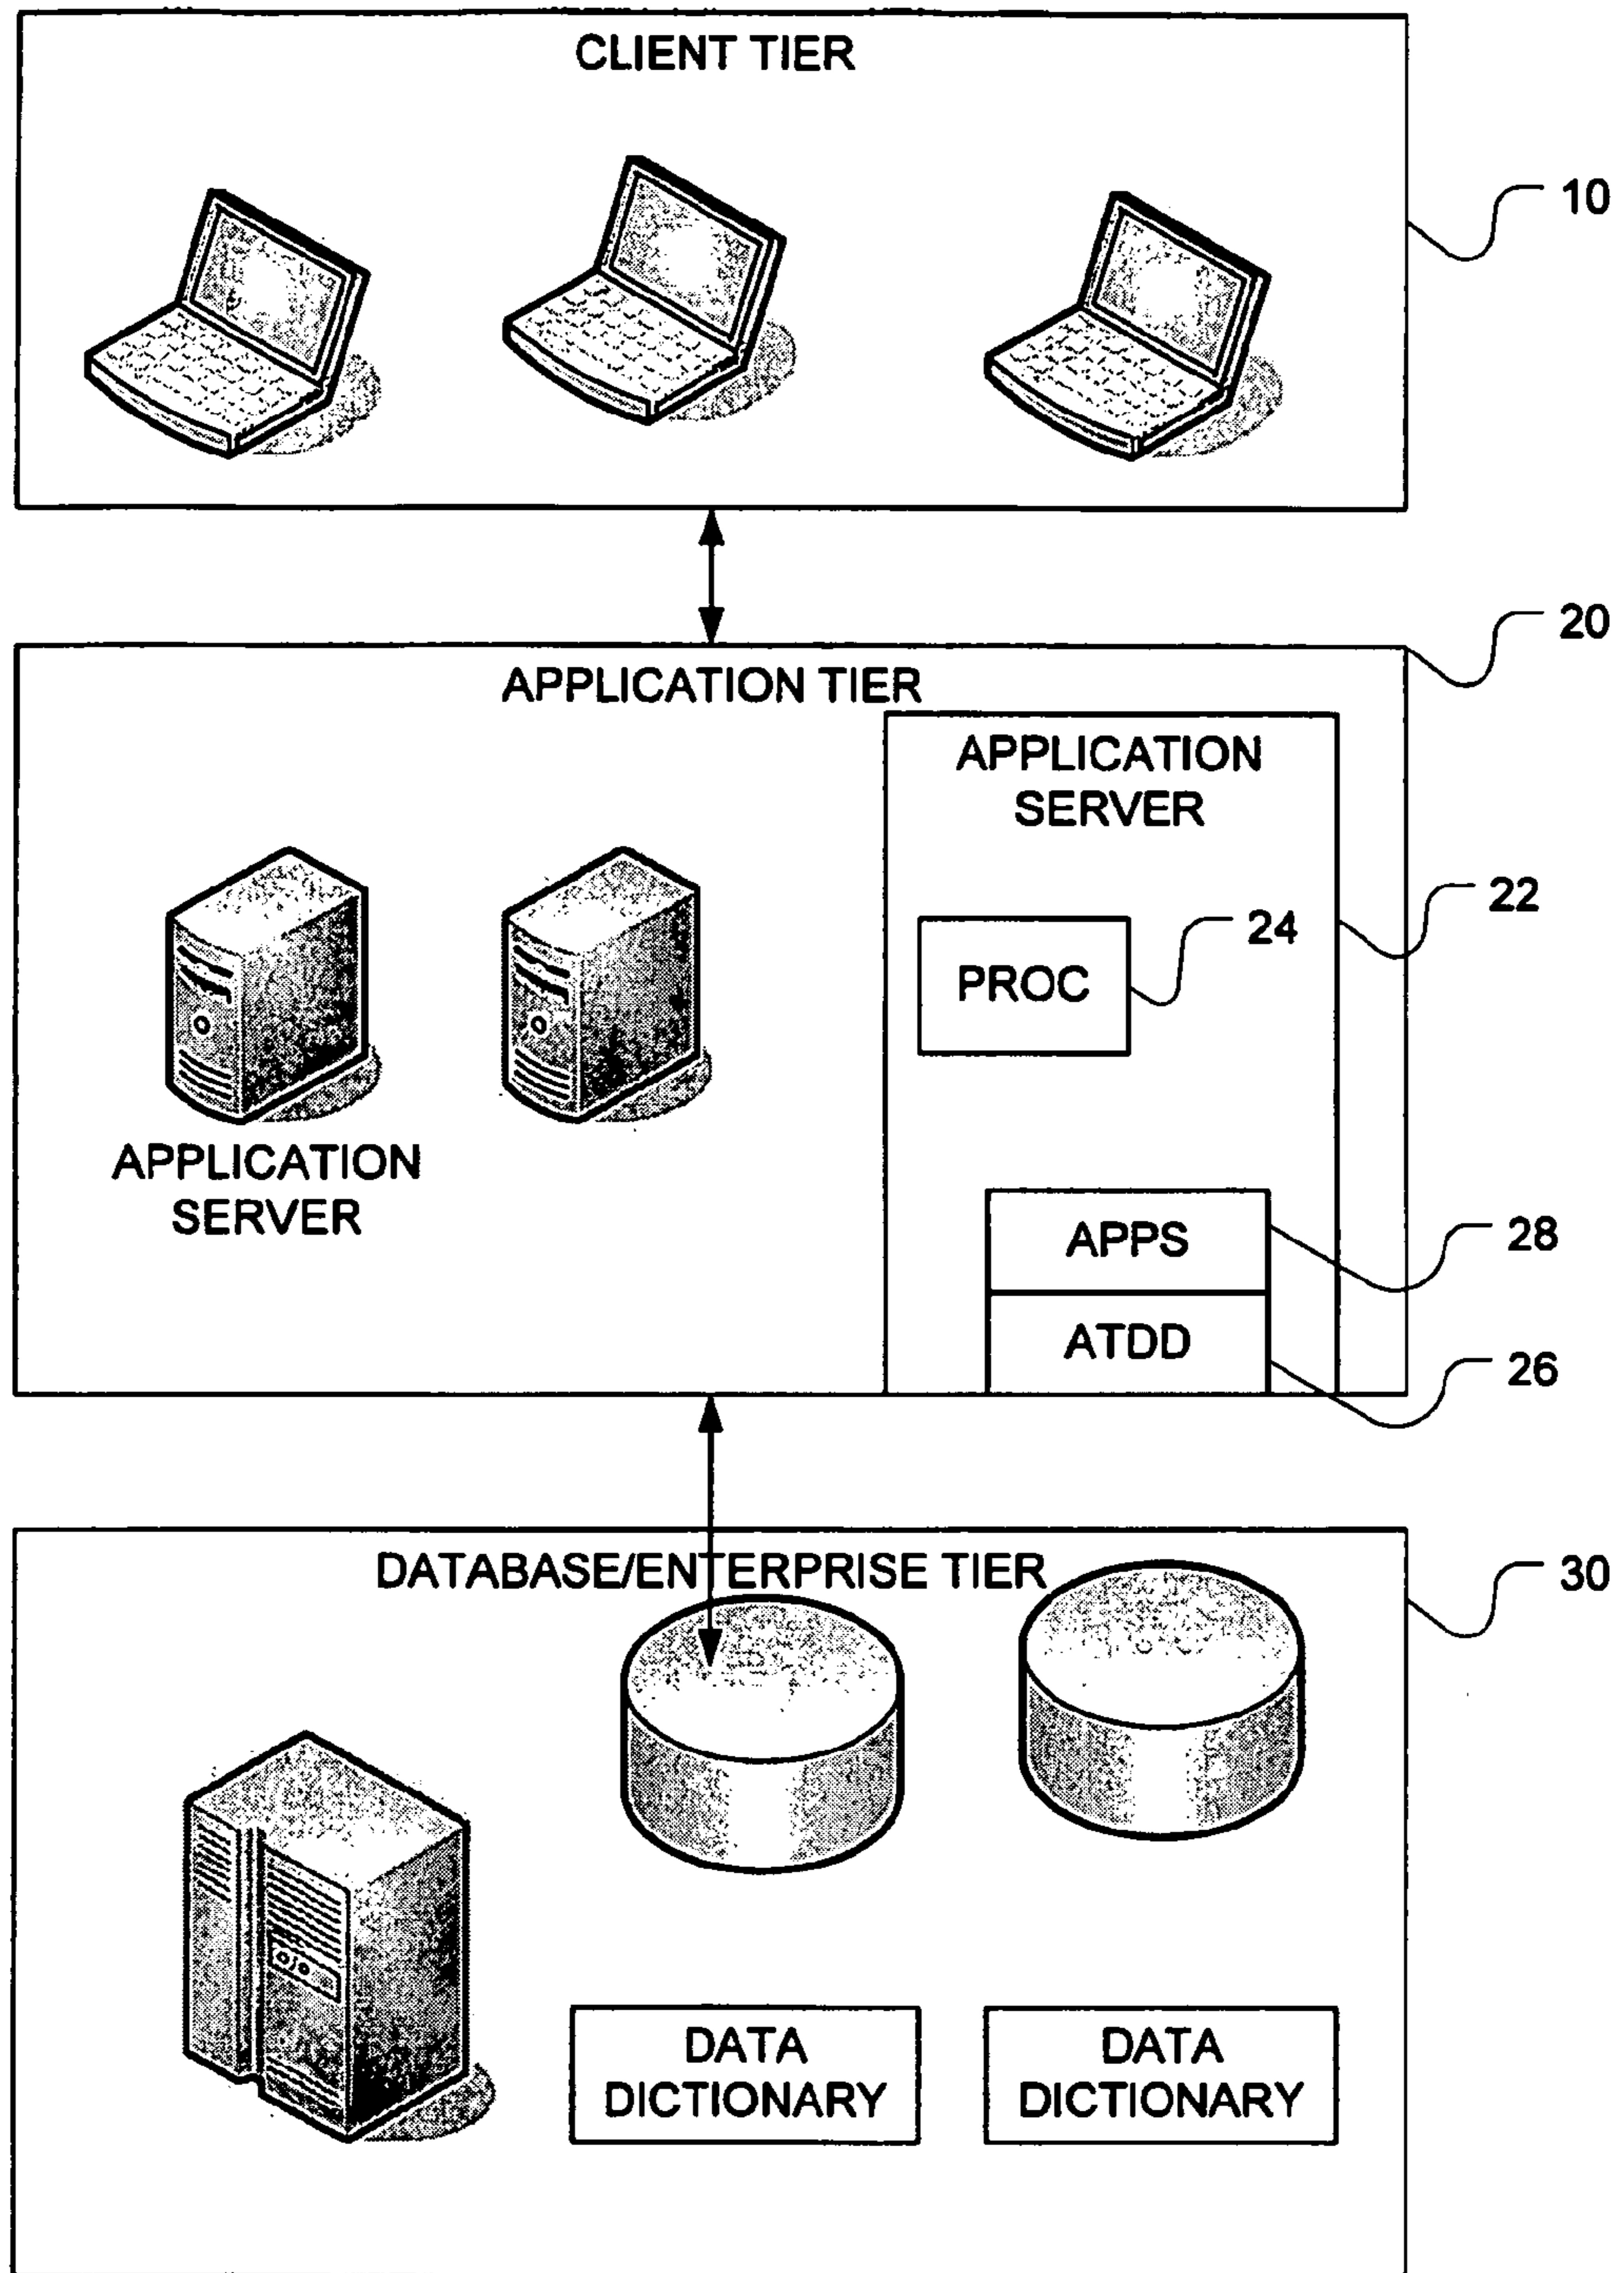 CLIENT TIER
10
20
APPLICATION TIER
APPLICATION
SERVER
22
24
PROC
APPLICATION
SERVER
APPS
28
ATDD
26
DATABASE/ENTERPRISE TIER
30
DATA
DICTIONARY
DATA
DICTIONARY